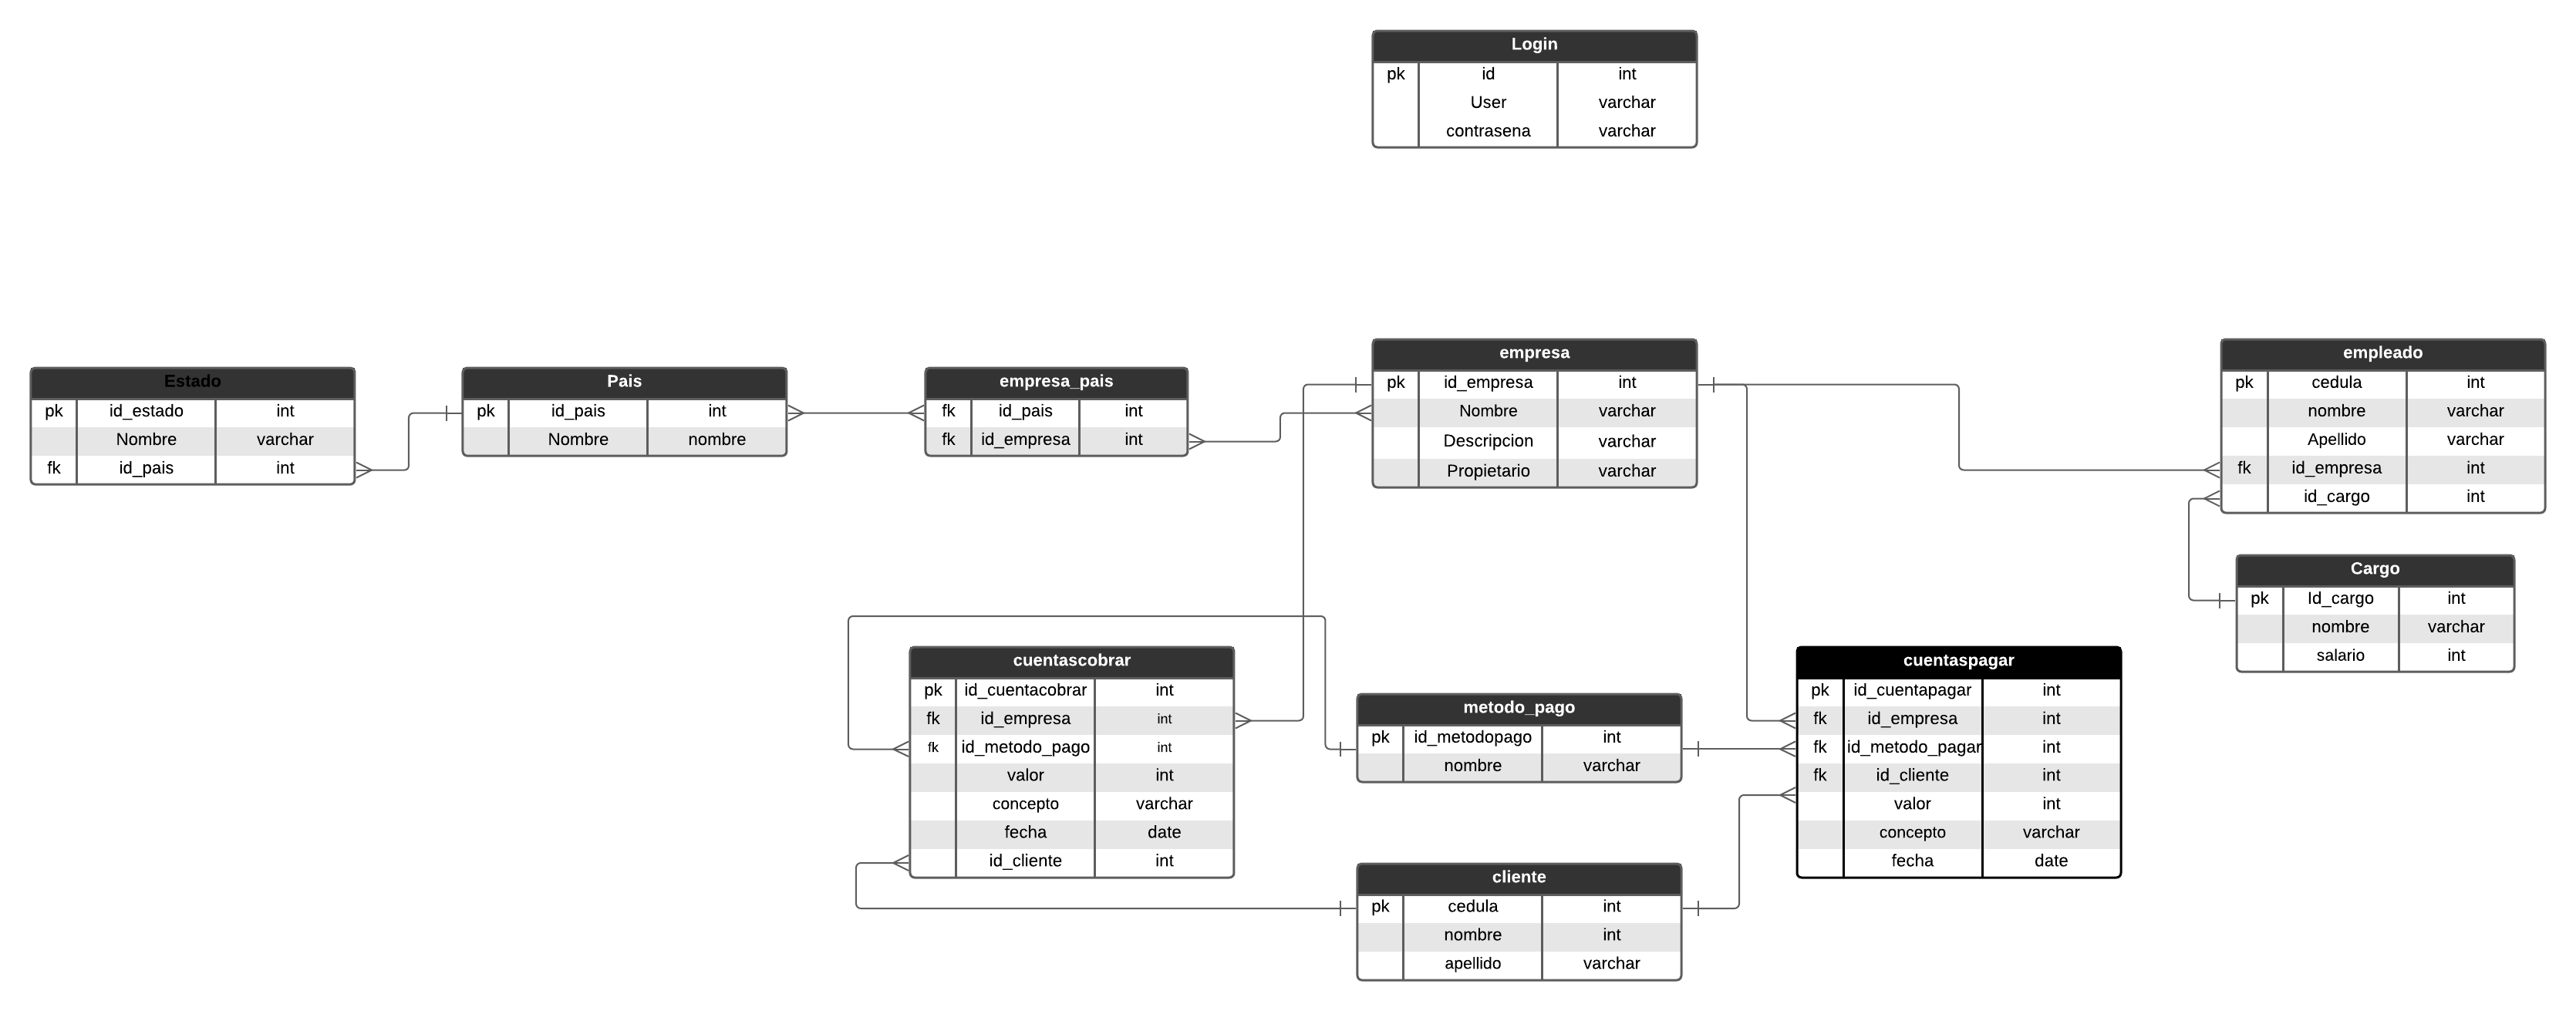 Login
pk id int
User varchar
contrasena varchar
Estado
pk id_estado int
Nombre varchar
fk id_pais int
Pais
pk id_pais int
Nombre nombre
empresa_pais
fk id_pais int
fk id_empresa int
empresa
pk id_empresa int
Nombre varchar
Descripcion varchar
Propietario varchar
empleado
pk cedula int
nombre varchar
Apellido varchar
fk id_empresa int
id_cargo int
Cargo
pk Id_cargo int
nombre varchar
salario int
cuentascobrar
pk id_cuentacobrar int
fk id_empresa int
fk id_metodo_pago int
valor int
concepto varchar
fecha date
id_cliente int
metodo_pago
pk id_metodopago int
nombre varchar
cliente
pk cedula int
nombre int
apellido varchar
cuentaspagar
pk id_cuentapagar int
fk id_empresa int
fk id_metodo_pagar int
fk id_cliente int
valor int
concepto varchar
fecha date